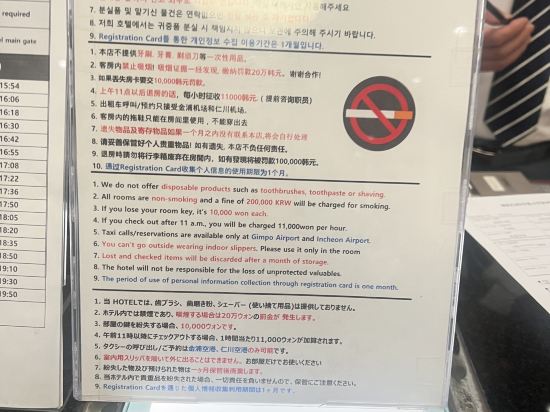 required
ii main gate
15:54
16:06
16:18
16:30
16:42
16:55
17:08
17:22
17:36
17:50
18:05
18:20
18:35
18:50
19:10
19:30
19:50
7. 분실품 및 맡기신 물건은 연락없으면
8. 저희 호텔에서는 귀중품 분실 시 책임지지 않으니 보관에 주의해 주시기 바랍니다.
9. Registration Card를 통한 개인정보 수집 이용기간은 1개월입니다.
1. 本店不提供牙刷, 牙膏, 剃须刀等一次性用品。
2. 客房内禁止吸烟! 吸烟证据一经发现, 缴纳罚款20万韩元。谢谢合作!
3. 如果丢失房卡要交10,000韩元罚款。
4. 上午11点以后退房的话, 每小时征收11000韩元. ( 提前咨询职员)
5. 出租车呼叫/预约只接受金浦机场和仁川机场.
6. 客房内的拖鞋只能在房间里使用, 不能穿出去
7. 遗失物品及寄存物品如果一个月之内没有联系本店,将会自行处理
8. 请妥善保管好个人贵重物品! 如有遗失, 本店不负任何责任。
9. 退房時請勿将行李箱廢弃在房間内, 如有發現將被罰款100,000韩元.
10. 通过Registration Card收集个人信息的使用期限为1个月。
1. We do not offer disposable products such as toothbrushes, toothpaste or shaving.
2. All rooms are non-smoking and a fine of 200,000 KRW will be charged for smoking.
3. If you lose your room key, it's 10,000 won each.
4. If you check out after 11 a.m., you will be charged 11,000won per hour.
5. Taxi calls/reservations are available only at Gimpo Airport and Incheon Airport.
6. You can't go outside wearing indoor slippers. Please use it only in the room
7. Lost and checked items will be discarded after a month of storage.
8. The hotel will not be responsible for the loss of unprotected valuables.
9. The period of use of personal information collection through registration card is one month.
1. 当 HOTELでは、歯ブラシ、 歯磨き粉、シェーバー (使い捨て用品)は提供しておりません。
2. ホテル内では禁煙であり、喫煙する場合は20万ウォンの罰金が 発生します。
3. 部屋の鍵を紛失する場合、10,000ウォンです。
4. 午前11時以降にチェックアウトする場合、1時間当たり11,000ウォンが加算されます。
5. タクシーの呼び出し/ご予約は金浦空港、仁川空港のみ可能です。
6. 室内用スリッパを履いて外に出ることはできません。お部屋だけでお使いください
7. 紛失した物及び預けられた物は一ヶ月保管後廃棄します。
8. 当ホテル内で貴重品を紛失された場合、一切責任を負いませんので、保管にご注意ください。
9. Registration Cardを通じた個人情報収集利用期間は1ヶ月です。